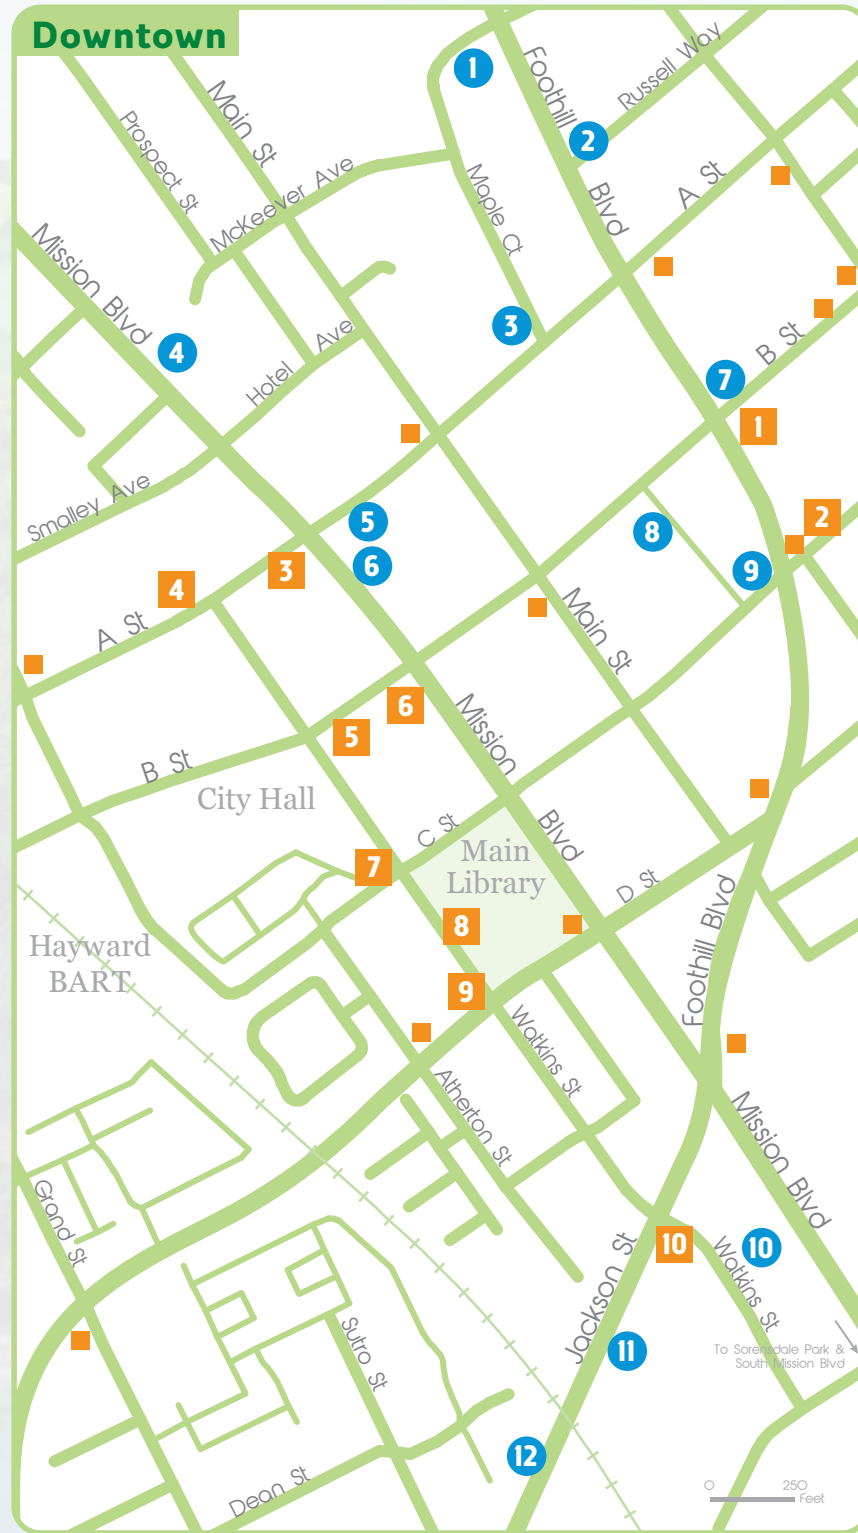 Downtown
1
Foothill
Russell Way
Main St
Prospect St
2
McKeever Ave
Maple Ct
A St
Blvd
Mission Blvd
3
4
Hotel Ave
B St
7
1
Smalley Ave
5
2
8
6
3
9
4
Main St
A St
6
Mission
5
B St
City Hall
C St
Blvd
7
Main
Library
D St
8
Foothill Blvd
Hayward
BART
9
Watkins St
Atherton St
Mission Blvd
Grand St
10
10
Watkins St
Jackson St
Sutro St
11
To Sorensdale Park &
South Mission Blvd
12
Dean St
0 250
Feet